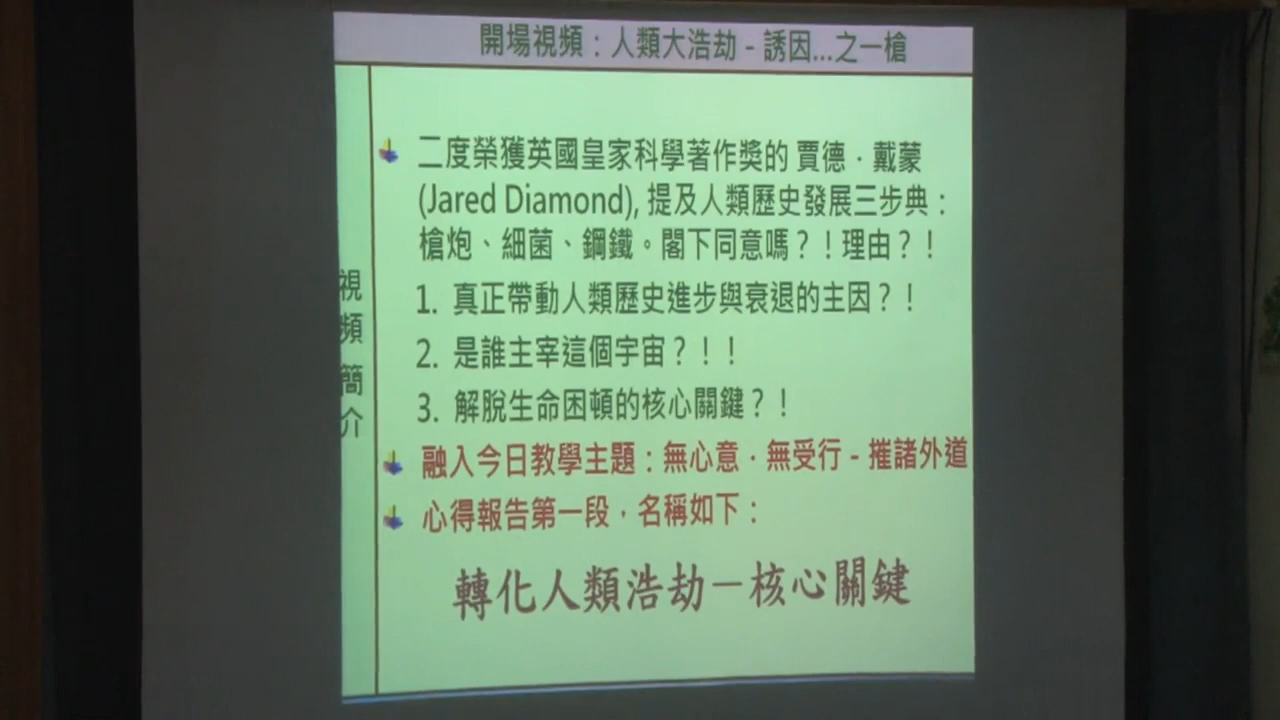 開場視頻：人類大浩劫－誘因...之一槍
二度榮獲英國皇家科學著作獎的 賈德．戴蒙
(Jared Diamond), 提及人類歷史發展三步典：
槍炮、細菌、鋼鐵。閣下同意嗎？！理由？！
1. 真正帶動人類歷史進步與衰退的主因？！
2. 是誰主宰這個宇宙？！！
3. 解脫生命困頓的核心關鍵？！
融入今日教學主題：無心意．無受行－摧諸外道
心得報告第一段，名稱如下：
轉化人類浩劫－核心關鍵
視頻簡介